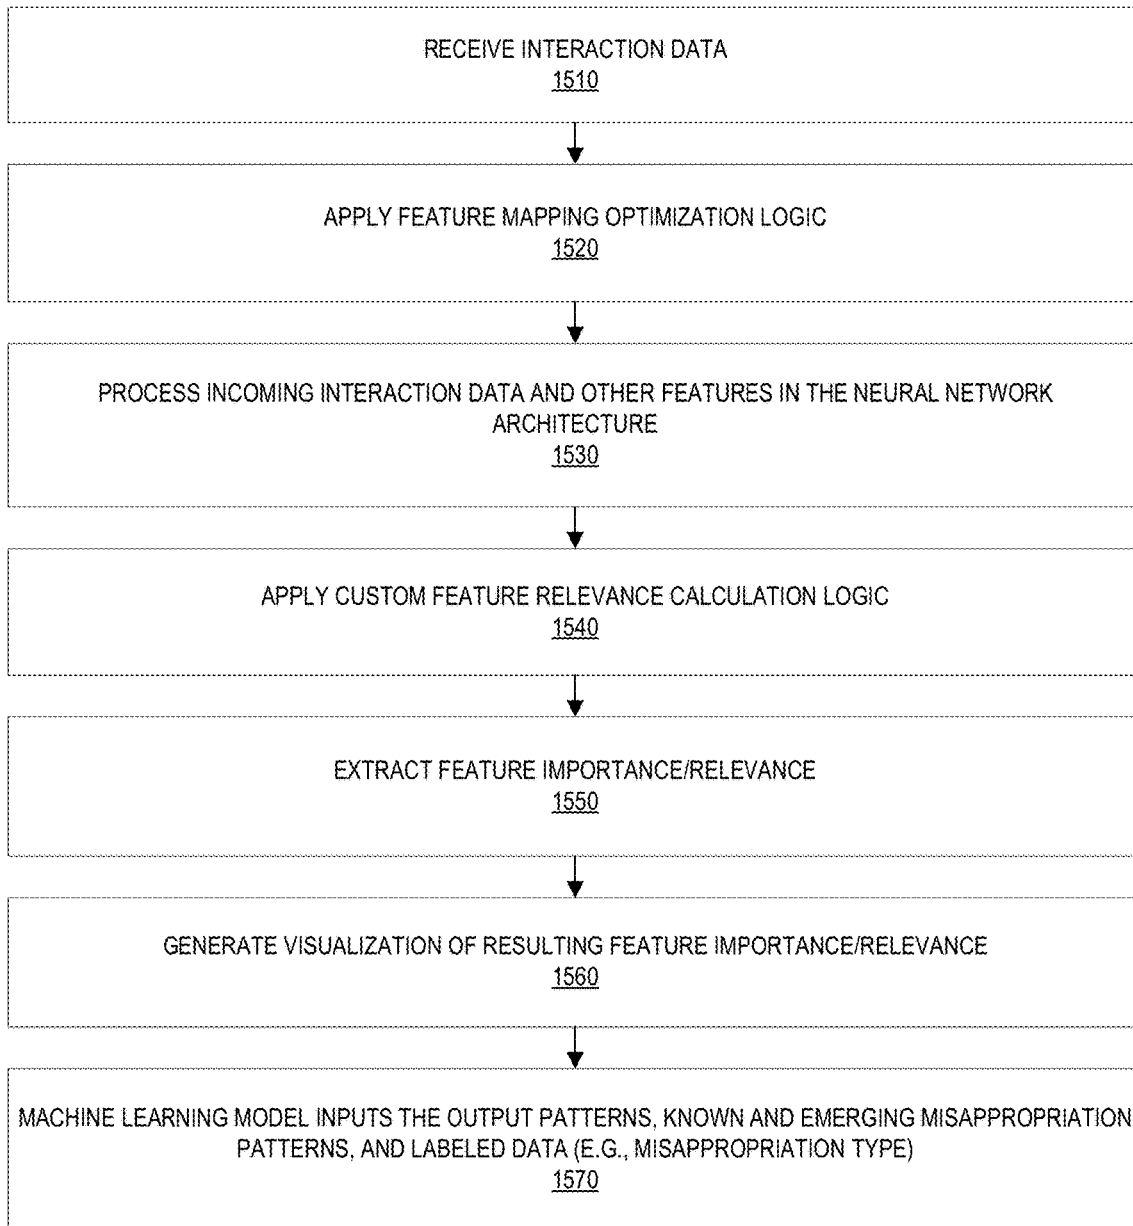 RECEIVE INTERACTION DATA
1510
APPLY FEATURE MAPPING OPTIMIZATION LOGIC
1520
PROCESS INCOMING INTERACTION DATA AND OTHER FEATURES IN THE NEURAL NETWORK
ARCHITECTURE
1530
APPLY CUSTOM FEATURE RELEVANCE CALCULATION LOGIC
1540
EXTRACT FEATURE IMPORTANCE/RELEVANCE
1550
GENERATE VISUALIZATION OF RESULTING FEATURE IMPORTANCE/RELEVANCE
1560
MACHINE LEARNING MODEL INPUTS THE OUTPUT PATTERNS, KNOWN AND EMERGING MISAPPROPRIATION
PATTERNS, AND LABELED DATA (E.G., MISAPPROPRIATION TYPE)
1570